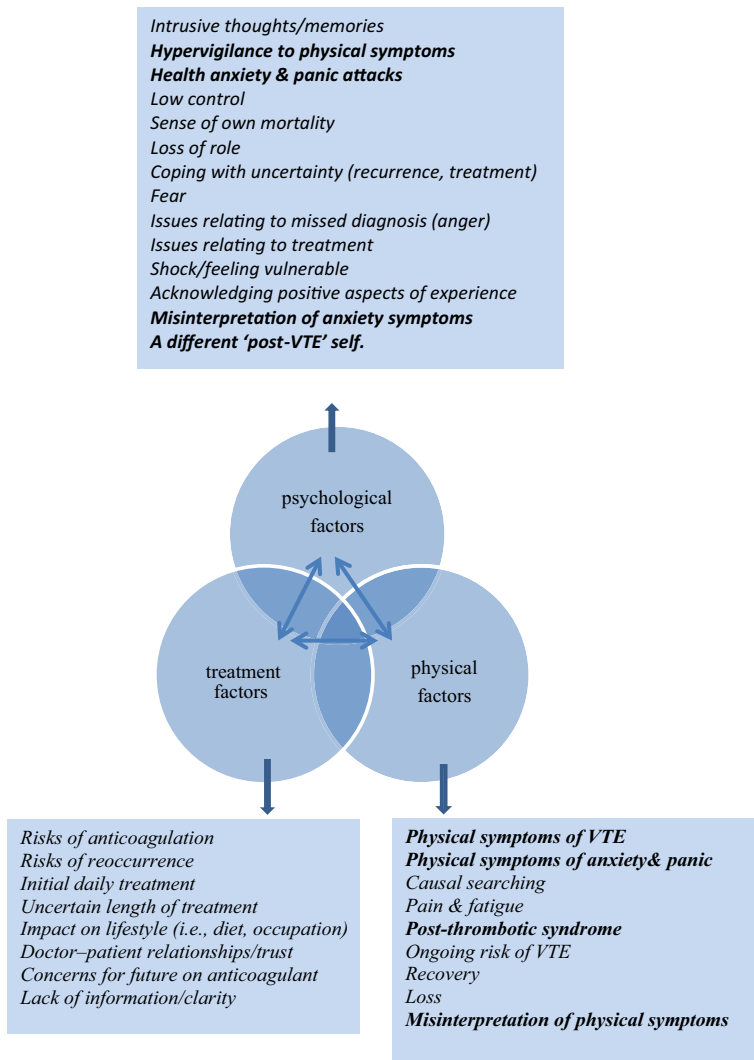 Intrusive thoughts/memories
Hypervigilance to physical symptoms
Health anxiety & panic attacks
Low control
Sense of own mortality
Loss of role
Coping with uncertainty (recurrence, treatment)
Fear
Issues relating to missed diagnosis (anger)
Issues relating to treatment
Shock/feeling vulnerable
Acknowledging positive aspects of experience
Misinterpretation of anxiety symptoms
A different ‘post-VTE’ self.
psychological
factors
treatment
factors
physical
factors
Risks of anticoagulation
Risks of reoccurrence
Initial daily treatment
Uncertain length of treatment
Impact on lifestyle (i.e., diet, occupation)
Doctor–patient relationships/trust
Concerns for future on anticoagulant
Lack of information/clarity
Physical symptoms of VTE
Physical symptoms of anxiety& panic
Causal searching
Pain & fatigue
Post-thrombotic syndrome
Ongoing risk of VTE
Recovery
Loss
Misinterpretation of physical symptoms